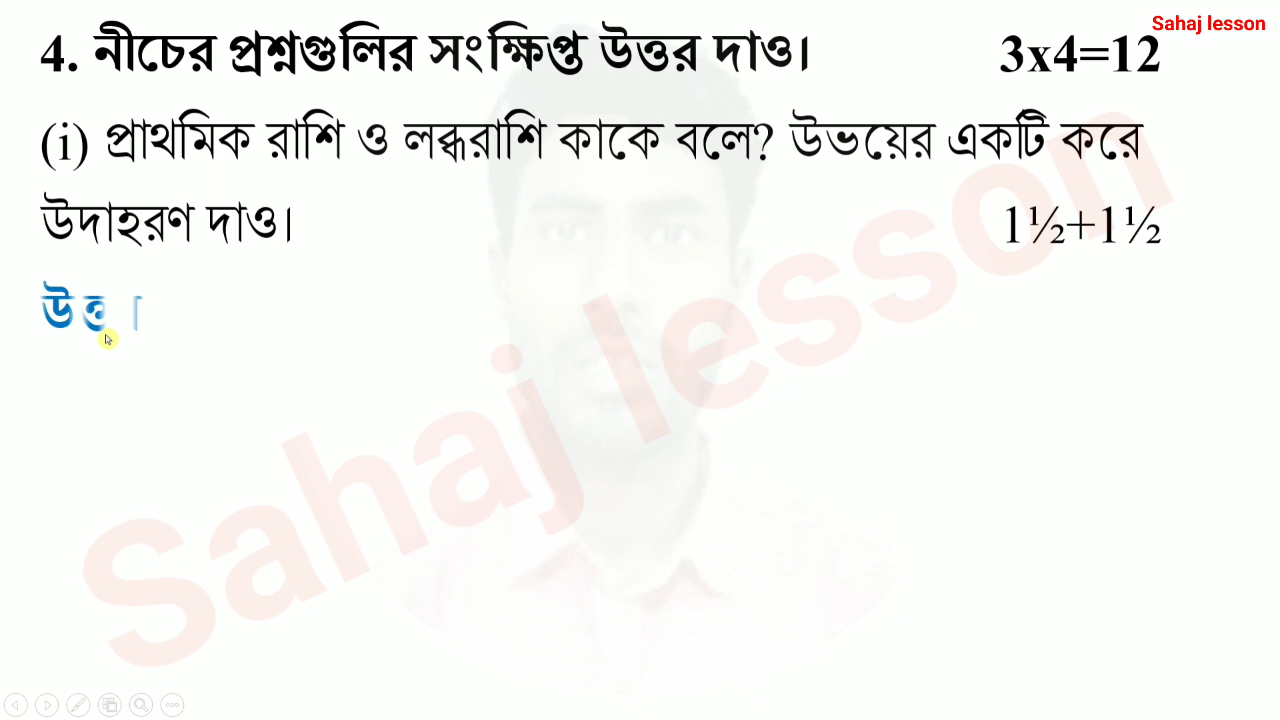 Sahaj lesson
4. নীচের প্রশ্নগুলির সংক্ষিপ্ত উত্তর দাও। 3x4=12
(i) প্রাথমিক রাশি ও লব্ধরাশি কাকে বলে? উভয়ের একটি করে
উদাহরণ দাও। 1½+1½
Sahaj lesson